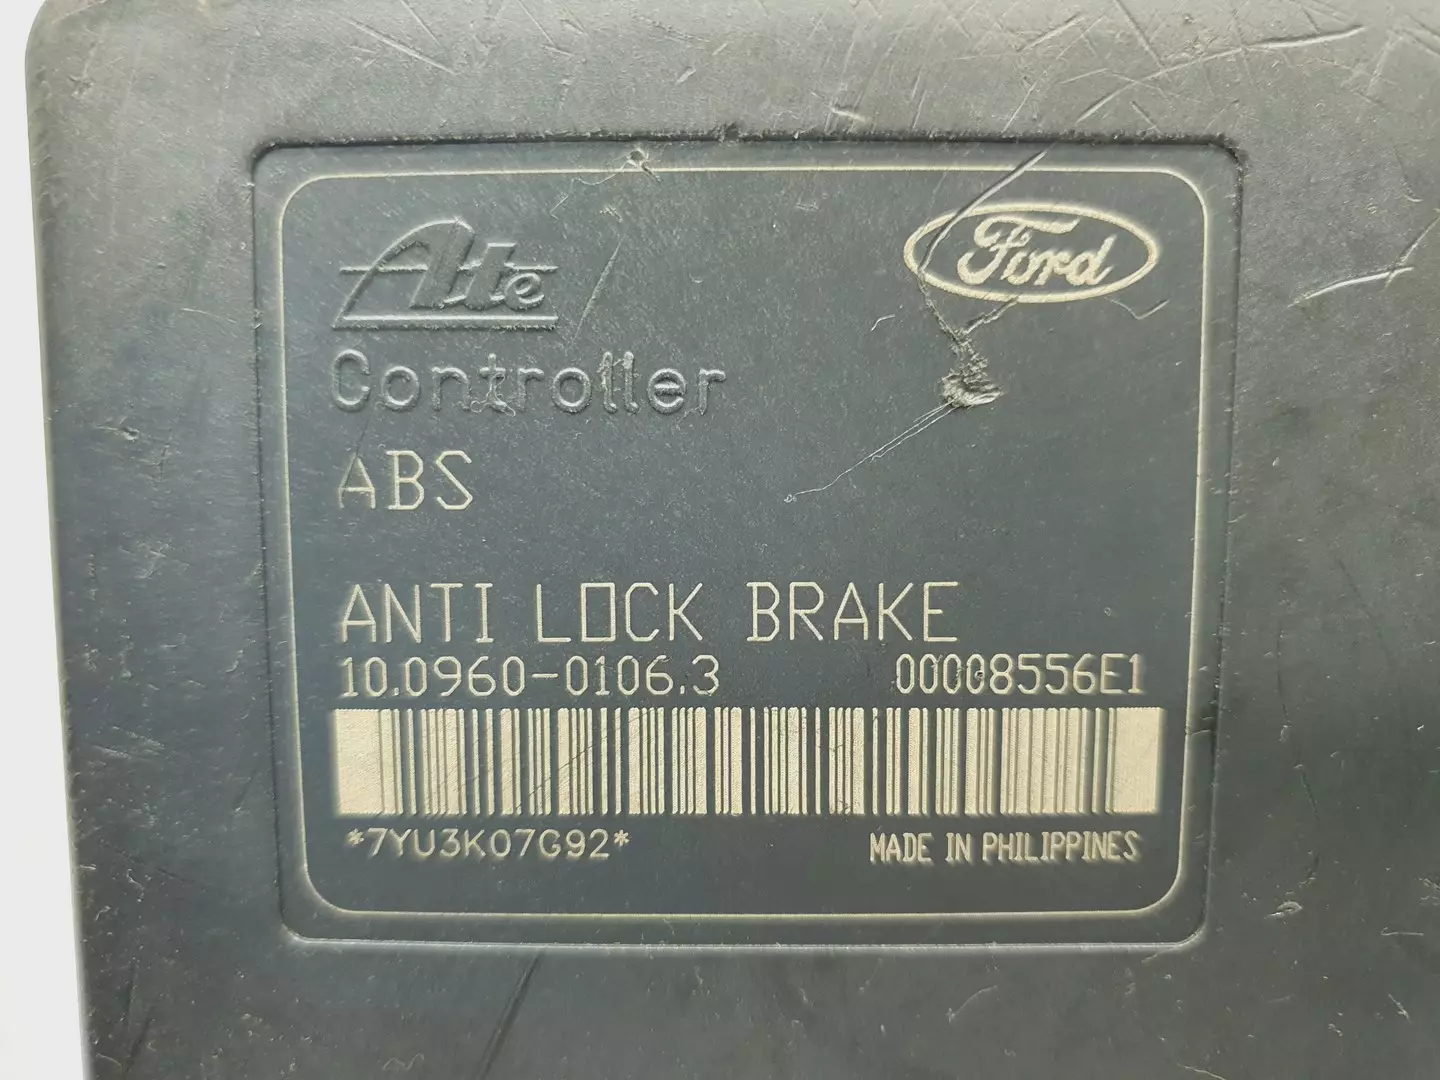 Ate
Ford
Controller
ABS
ANTI LOCK BRAKE
10.0960-0106.3 00008556E1
*7YU3K07G92* MADE IN PHILIPPINES